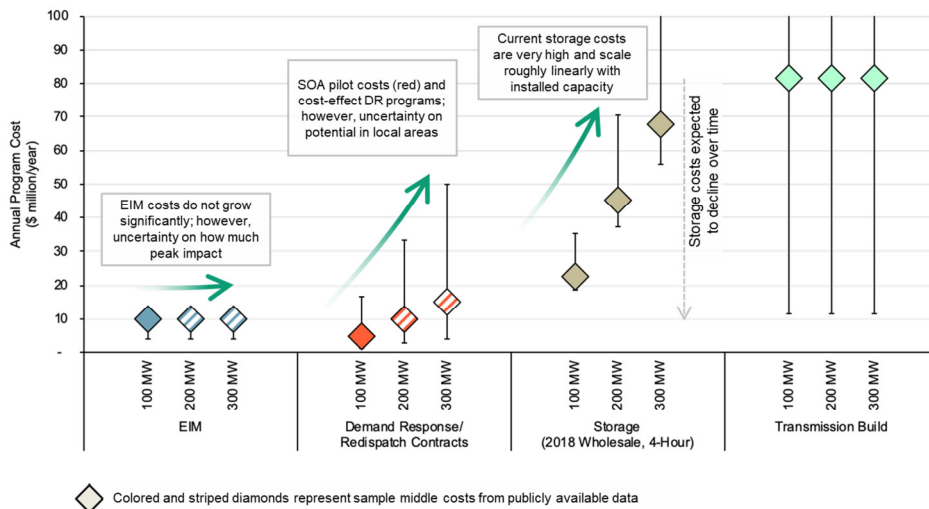 100
90
80
70
60
50
40
30
20
10
-
Annual Program Cost
($ million/year)
EIM costs do not grow
significantly; however,
uncertainty on how much
peak impact
SOA pilot costs (red) and
cost-effect DR programs;
however, uncertainty on
potential in local areas
Current storage costs
are very high and scale
roughly linearly with
installed capacity
Storage costs expected
to decline over time
100 MW
200 MW
300 MW
100 MW
200 MW
300 MW
100 MW
200 MW
300 MW
100 MW
200 MW
300 MW
EIM
Demand Response/
Redispatch Contracts
Storage
(2018 Wholesale, 4-Hour)
Transmission Build
Colored and striped diamonds represent sample middle costs from publicly available data